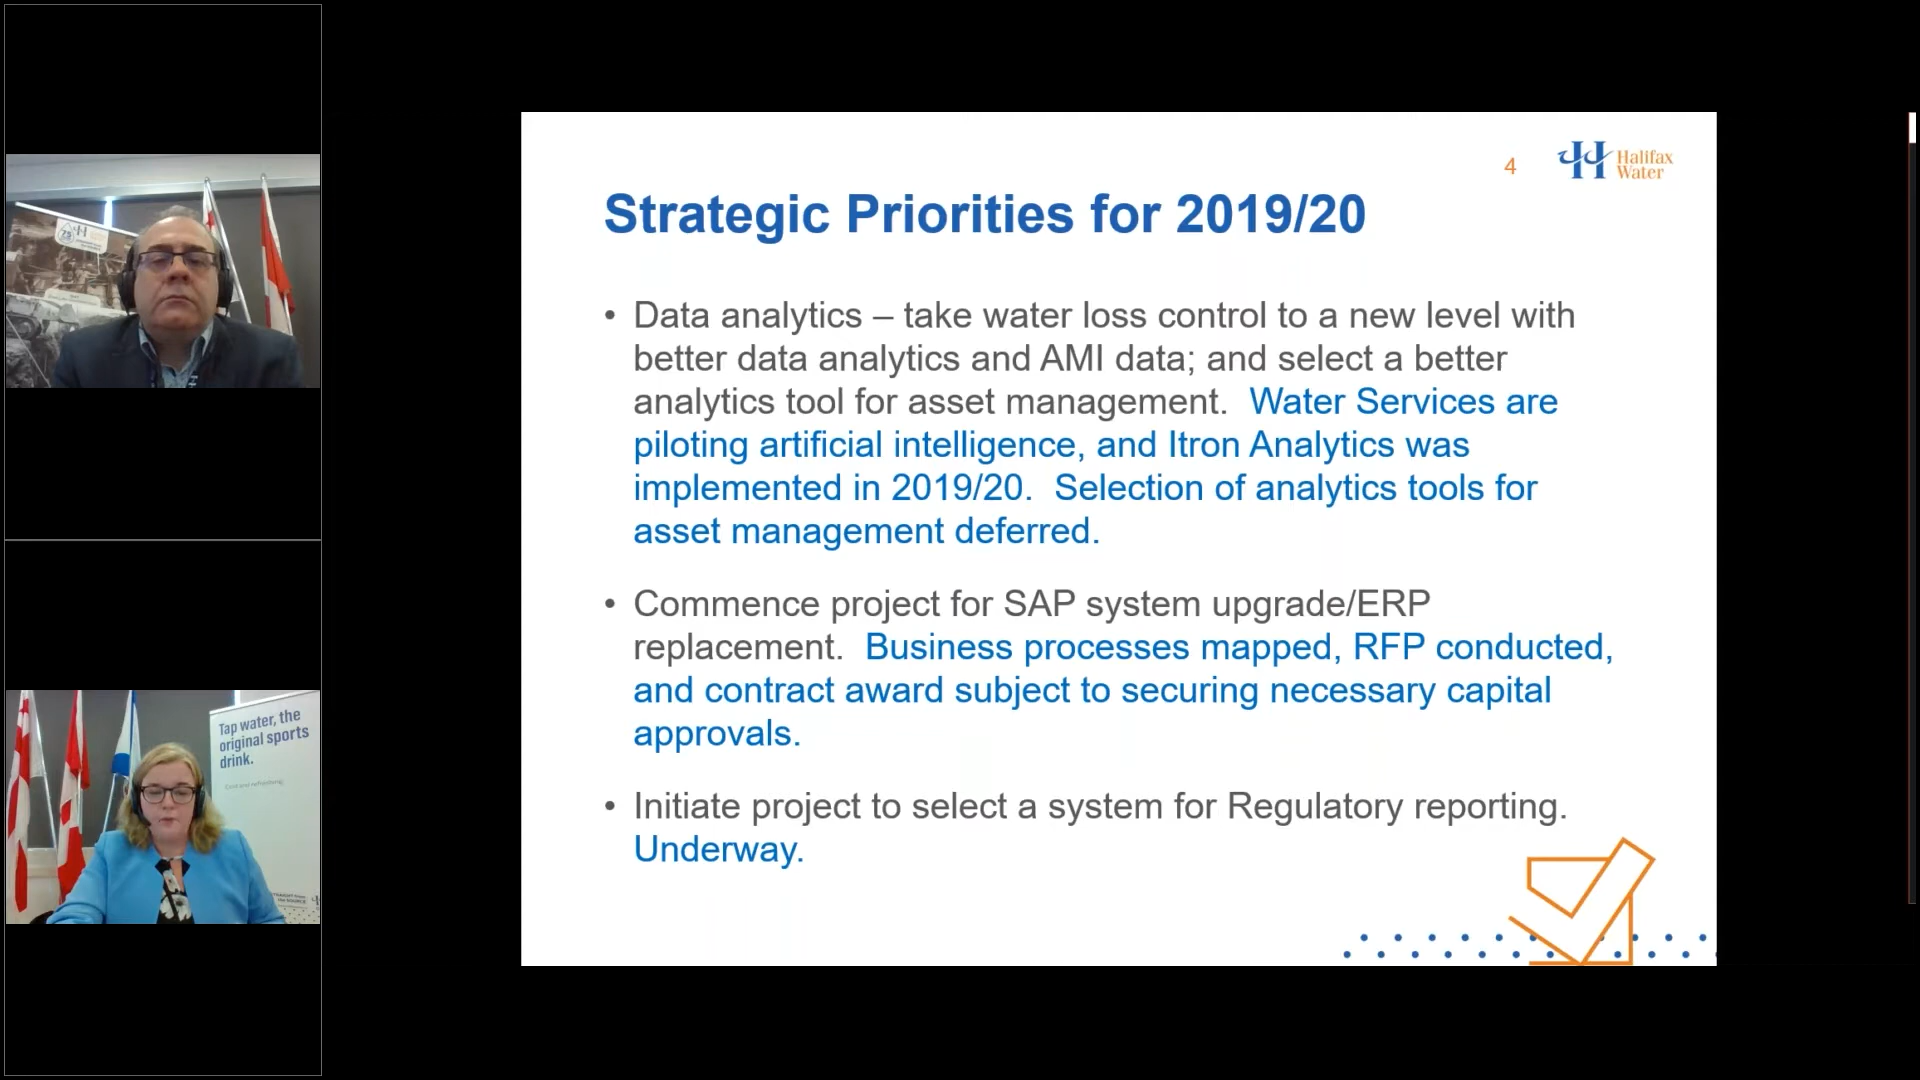 4
Halifax
Water
Strategic Priorities for 2019/20
• Data analytics – take water loss control to a new level with
better data analytics and AMI data; and select a better
analytics tool for asset management. Water Services are
piloting artificial intelligence, and Itron Analytics was
implemented in 2019/20. Selection of analytics tools for
asset management deferred.
• Commence project for SAP system upgrade/ERP
replacement. Business processes mapped, RFP conducted,
and contract award subject to securing necessary capital
approvals.
• Initiate project to select a system for Regulatory reporting.
Underway.
75
Tap water, the
original sports
drink.
Cool and refreshing.